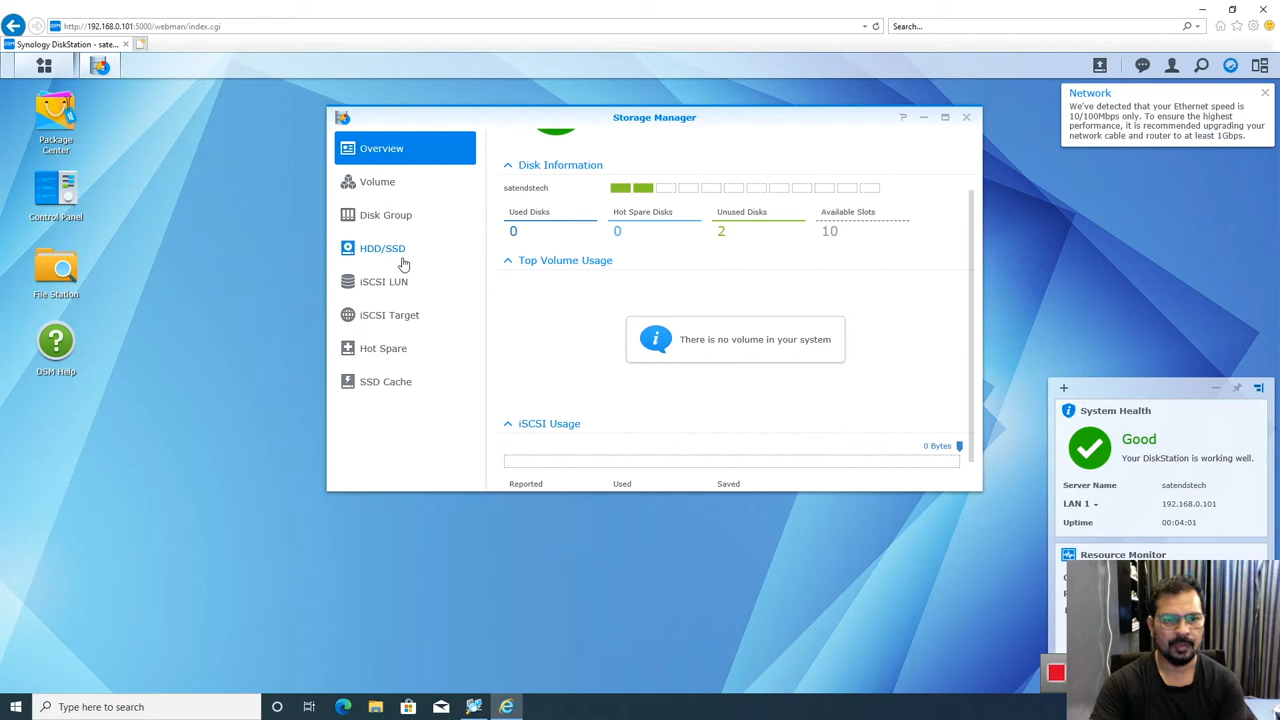 http://192.168.0.101:5000/webman/index.cgi
Search...
Synology DiskStation - sate...
Package
Center
Control Panel
File Station
DSM Help
Storage Manager
Overview
Volume
Disk Group
HDD/SSD
iSCSI LUN
iSCSI Target
Hot Spare
SSD Cache
Disk Information
satendstech
Used Disks
Hot Spare Disks
Unused Disks
Available Slots
0
0
2
10
Top Volume Usage
There is no volume in your system
iSCSI Usage
0 Bytes
Reported
Used
Saved
Network
We've detected that your Ethernet speed is
10/100Mbps only. To ensure the highest
performance, it is recommended upgrading your
network cable and router to at least 1Gbps.
System Health
Good
Your DiskStation is working well.
Server Name satendstech
LAN 1 192.168.0.101
Uptime 00:04:01
Resource Monitor
Type here to search